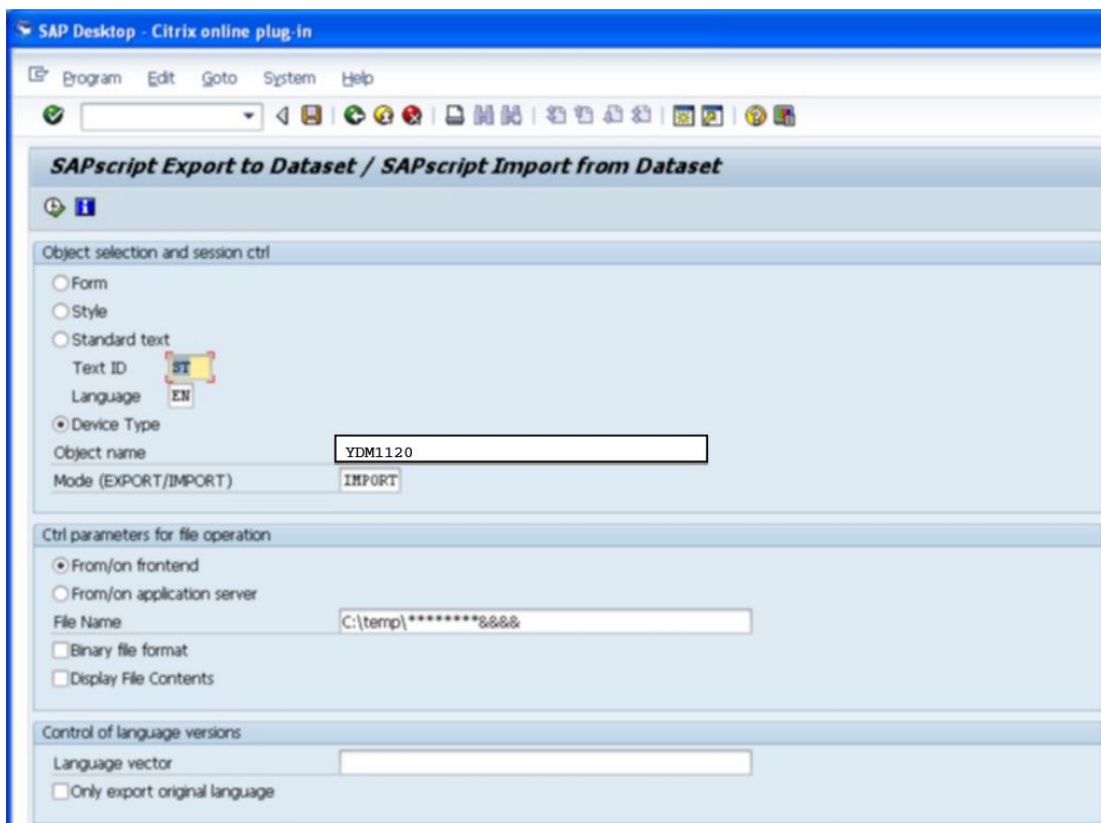 SAP Desktop - Citrix online plug-in
Program Edit Goto System Help
SAPscript Export to Dataset / SAPscript Import from Dataset
Object selection and session ctrl
Form
Style
Standard text
Text ID ST
Language EN
Device Type
Object name YDM1120
Mode (EXPORT/IMPORT) IMPORT
Ctrl parameters for file operation
From/on frontend
From/on application server
File Name C:\temp\********&&&&
Binary file format
Display File Contents
Control of language versions
Language vector
Only export original language